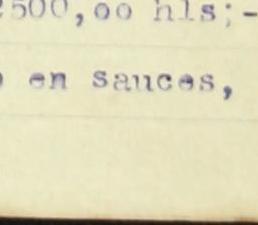 2500,oo hls;-
en sauces,